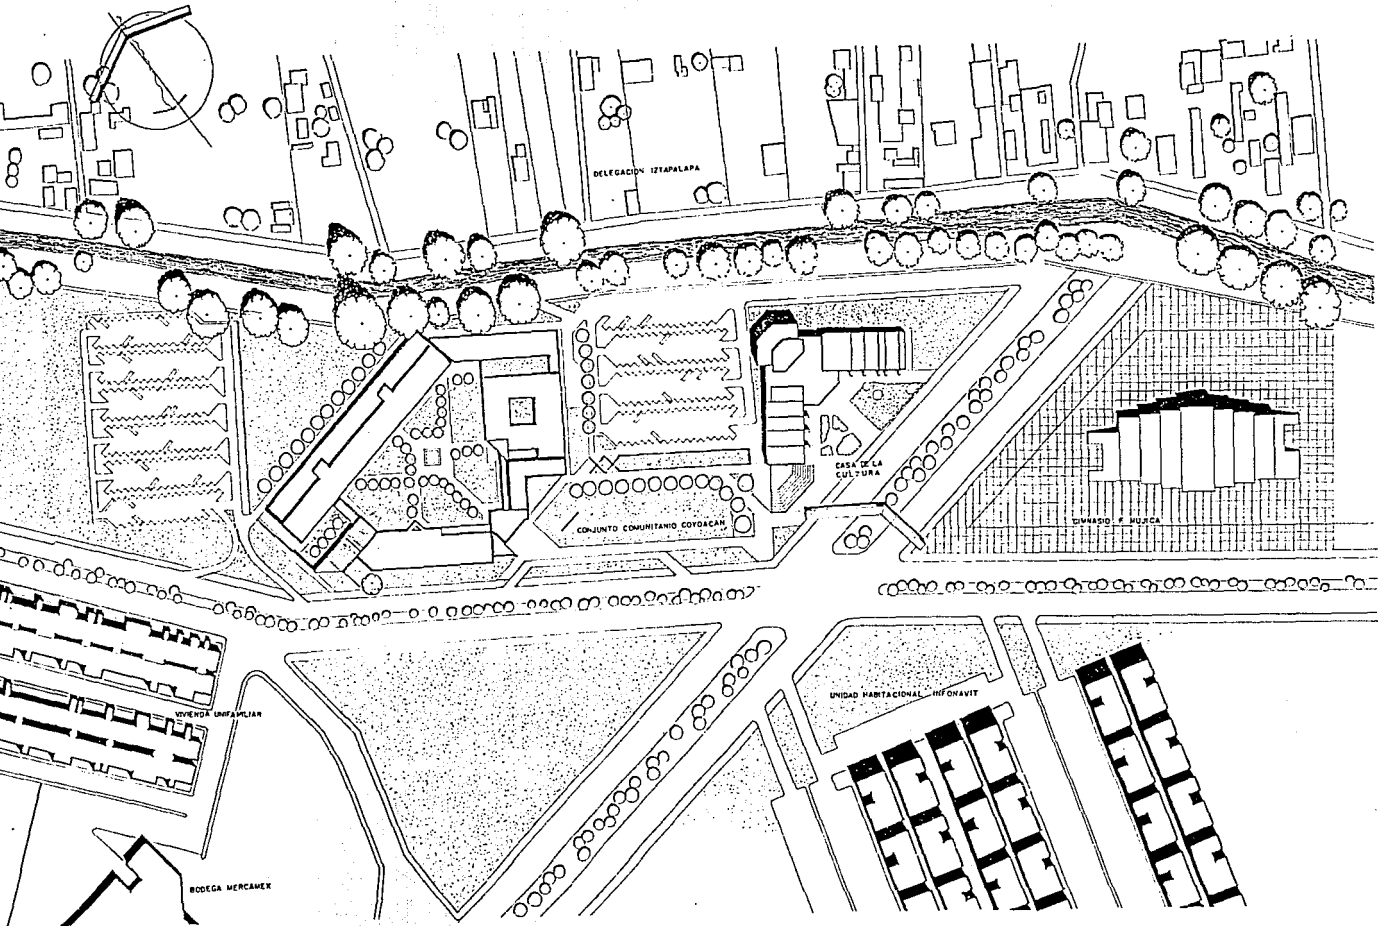 DELEGACION IZTAPALAPA
CASA DE LA
CULTURA
CONJUNTO COMUNITARIO COYOACAN
GIMNASIO F. MUJICA
UNIDAD HABITACIONAL INFONAVIT
VIVIENDA UNIFAMILIAR
BODEGA MERCAMEX